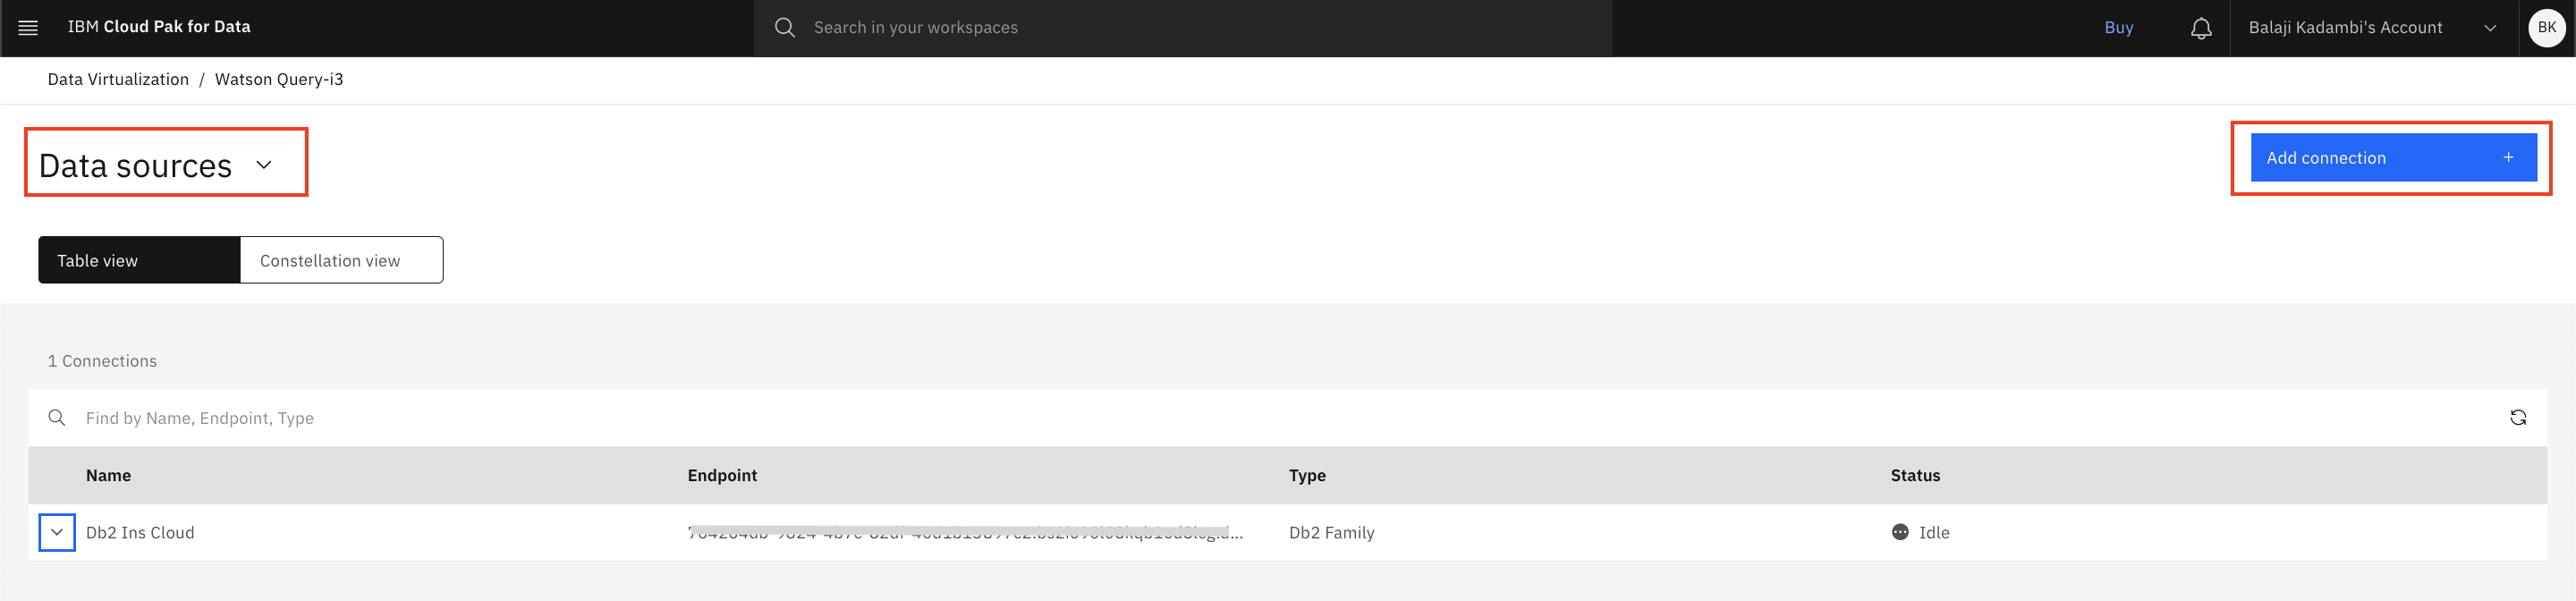 IBM Cloud Pak for Data
Search in your workspaces
Buy
Balaji Kadambi's Account
BK
Data Virtualization / Watson Query-i3
Data sources
Add connection +
Table view
Constellation view
1 Connections
Find by Name, Endpoint, Type
Name Endpoint Type Status
Db2 Ins Cloud Db2 Family Idle